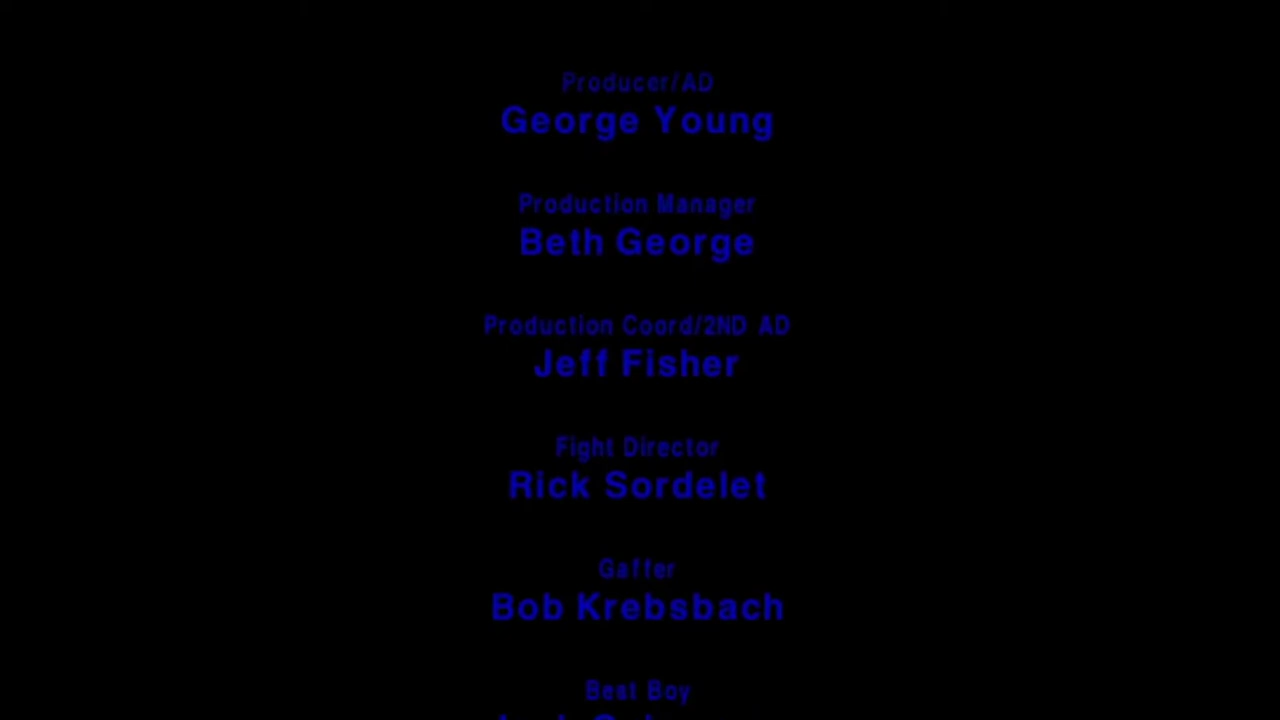 Producer/AD
George Young
Production Manager
Beth George
Production Coord/2ND AD
Jeff Fisher
Fight Director
Rick Sordelet
Gaffer
Bob Krebsbach
Best Boy